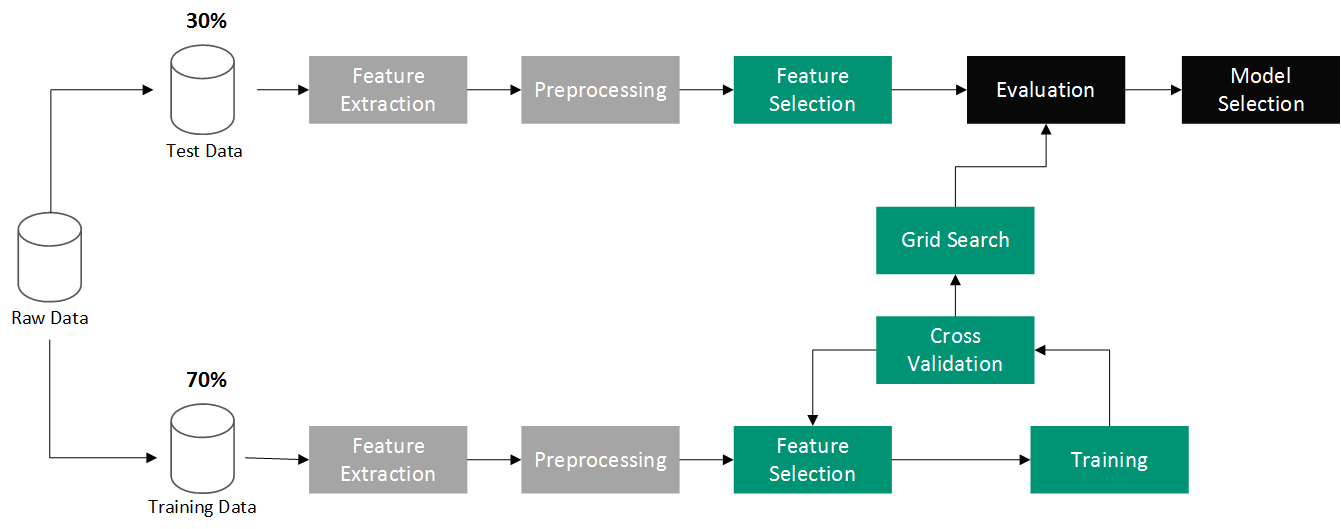 30%
Test Data
Feature
Extraction
Preprocessing
Feature
Selection
Evaluation
Model
Selection
Grid Search
Raw Data
Cross
Validation
70%
Training Data
Feature
Extraction
Preprocessing
Feature
Selection
Training